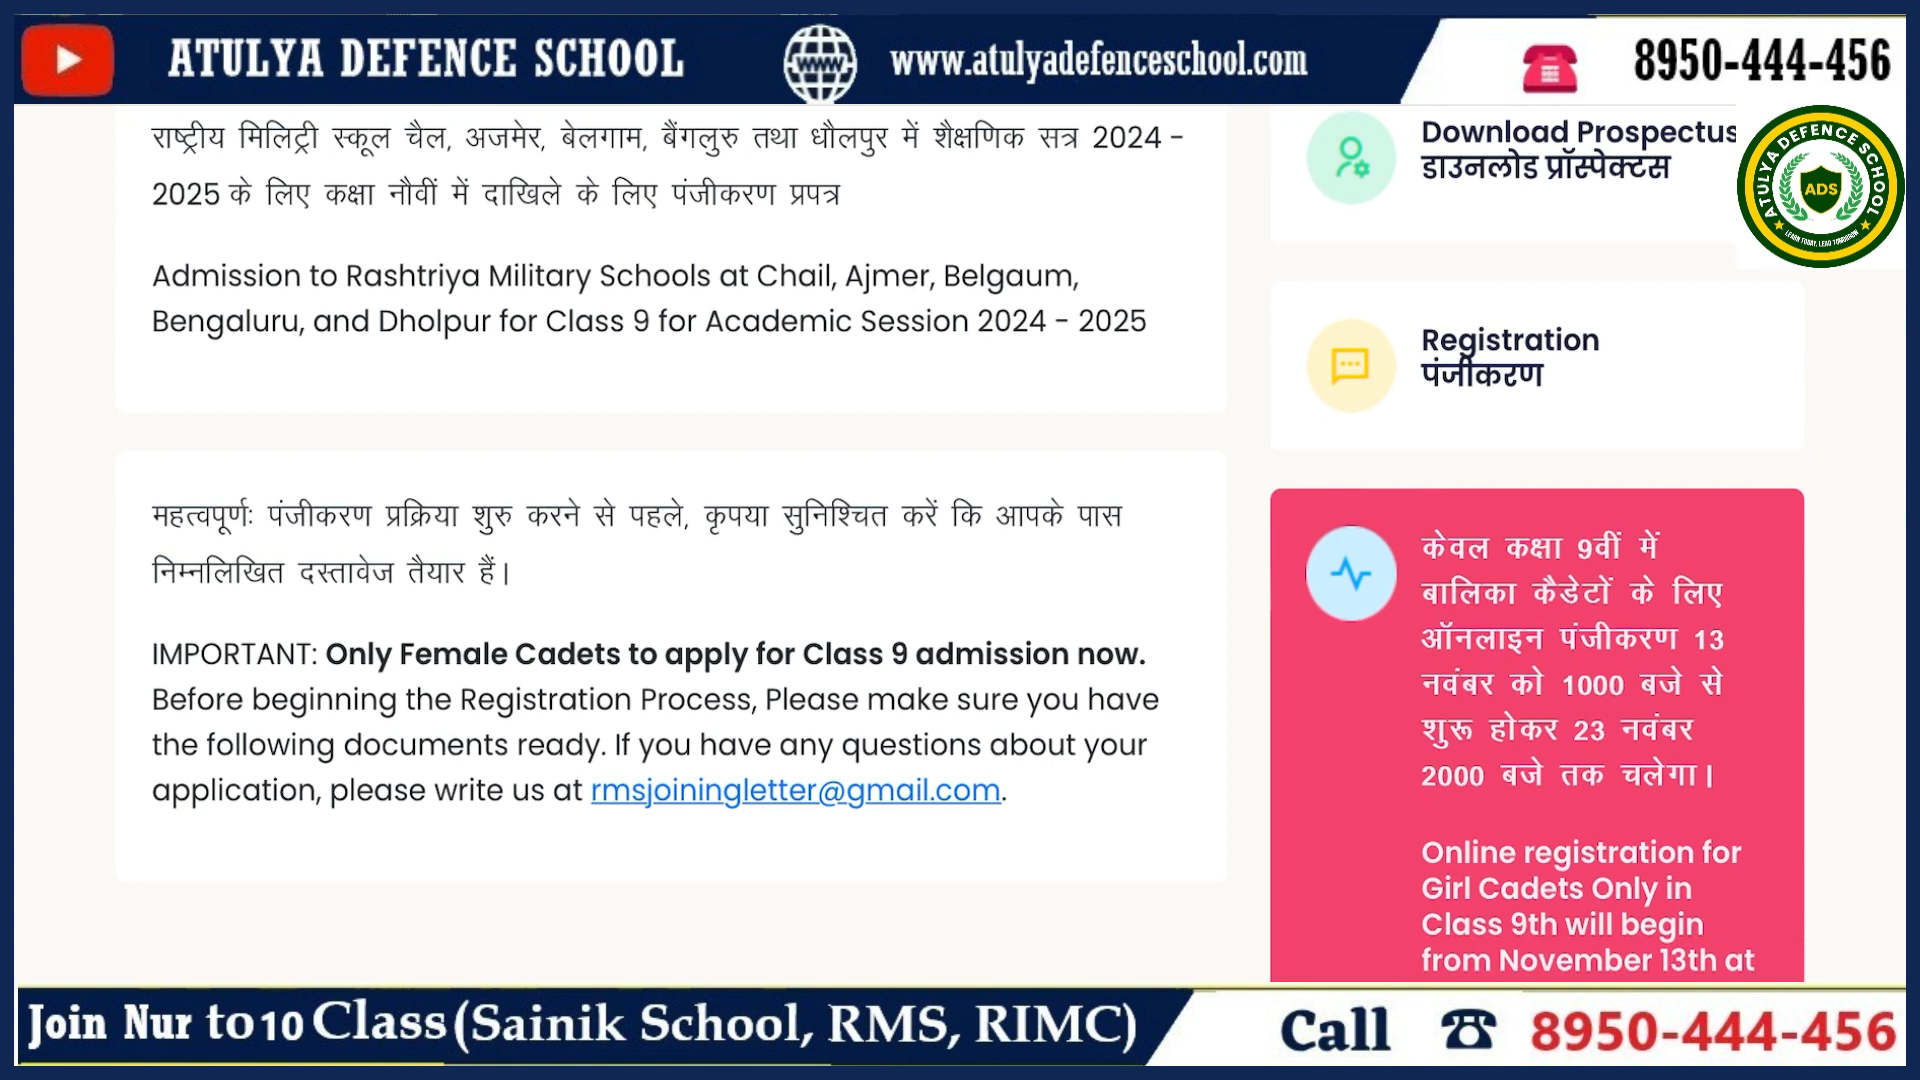 ATULYA DEFENCE SCHOOL
www
www.atulyadefenceschool.com
8950-444-456
राष्ट्रीय मिलिट्री स्कूल चैल, अजमेर, बेलगाम, बैंगलुरु तथा धौलपुर में शैक्षणिक सत्र 2024 -
2025 के लिए कक्षा नौवीं में दाखिले के लिए पंजीकरण प्रपत्र
Admission to Rashtriya Military Schools at Chail, Ajmer, Belgaum,
Bengaluru, and Dholpur for Class 9 for Academic Session 2024 - 2025
महत्वपूर्णः पंजीकरण प्रक्रिया शुरु करने से पहले, कृपया सुनिश्चित करें कि आपके पास
निम्नलिखित दस्तावेज तैयार हैं।
IMPORTANT: Only Female Cadets to apply for Class 9 admission now.
Before beginning the Registration Process, Please make sure you have
the following documents ready. If you have any questions about your
application, please write us at rmsjoiningletter@gmail.com.
Download Prospectus
डाउनलोड प्रॉस्पेक्टस
ATULYA DEFENCE SCHOOL
ADS
LEARN TODAY, LEAD TOMORROW
Registration
पंजीकरण
केवल कक्षा 9वीं में
बालिका कैडेटों के लिए
ऑनलाइन पंजीकरण 13
नवंबर को 1000 बजे से
शुरू होकर 23 नवंबर
2000 बजे तक चलेगा।
Online registration for
Girl Cadets Only in
Class 9th will begin
from November 13th at
Join Nur to 10 Class (Sainik School, RMS, RIMC)
Call 8950-444-456